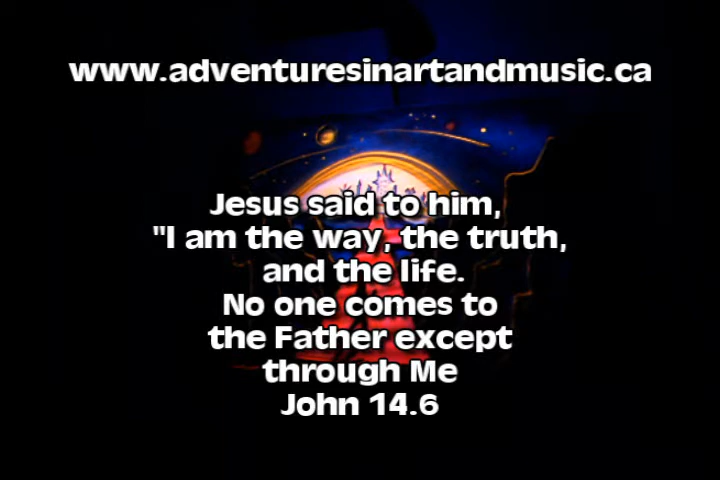 www.adventuresinartandmusic.ca
Jesus said to him,
"I am the way, the truth,
and the life.
No one comes to
the Father except
through Me
John 14.6